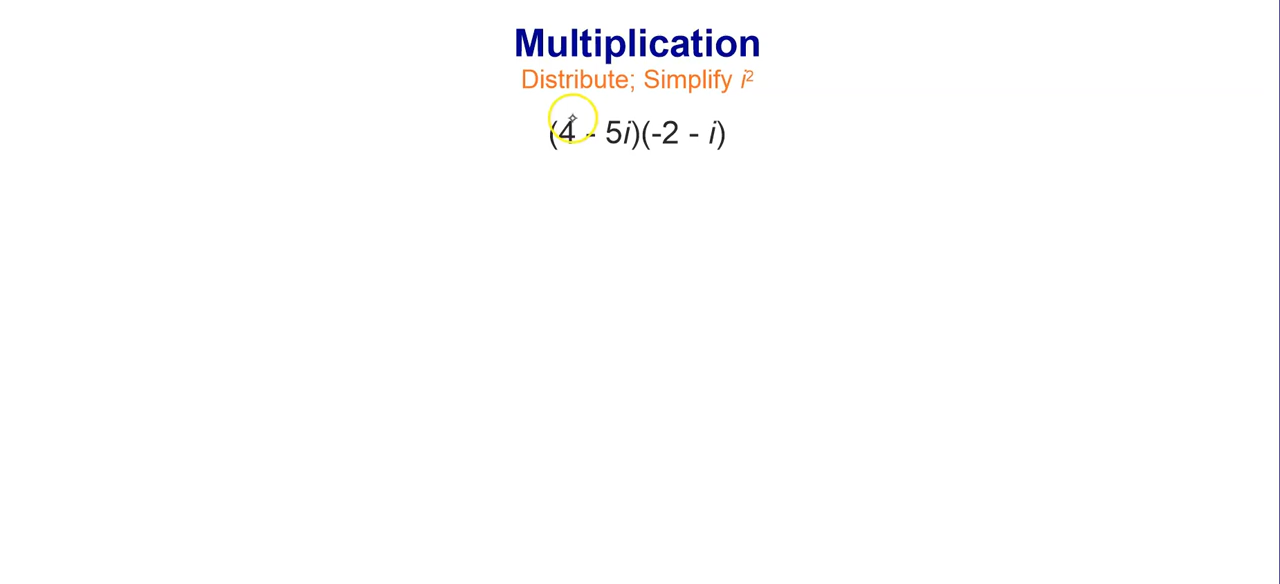 Multiplication
Distribute; Simplify i²
(4 - 5i)(-2 - i)